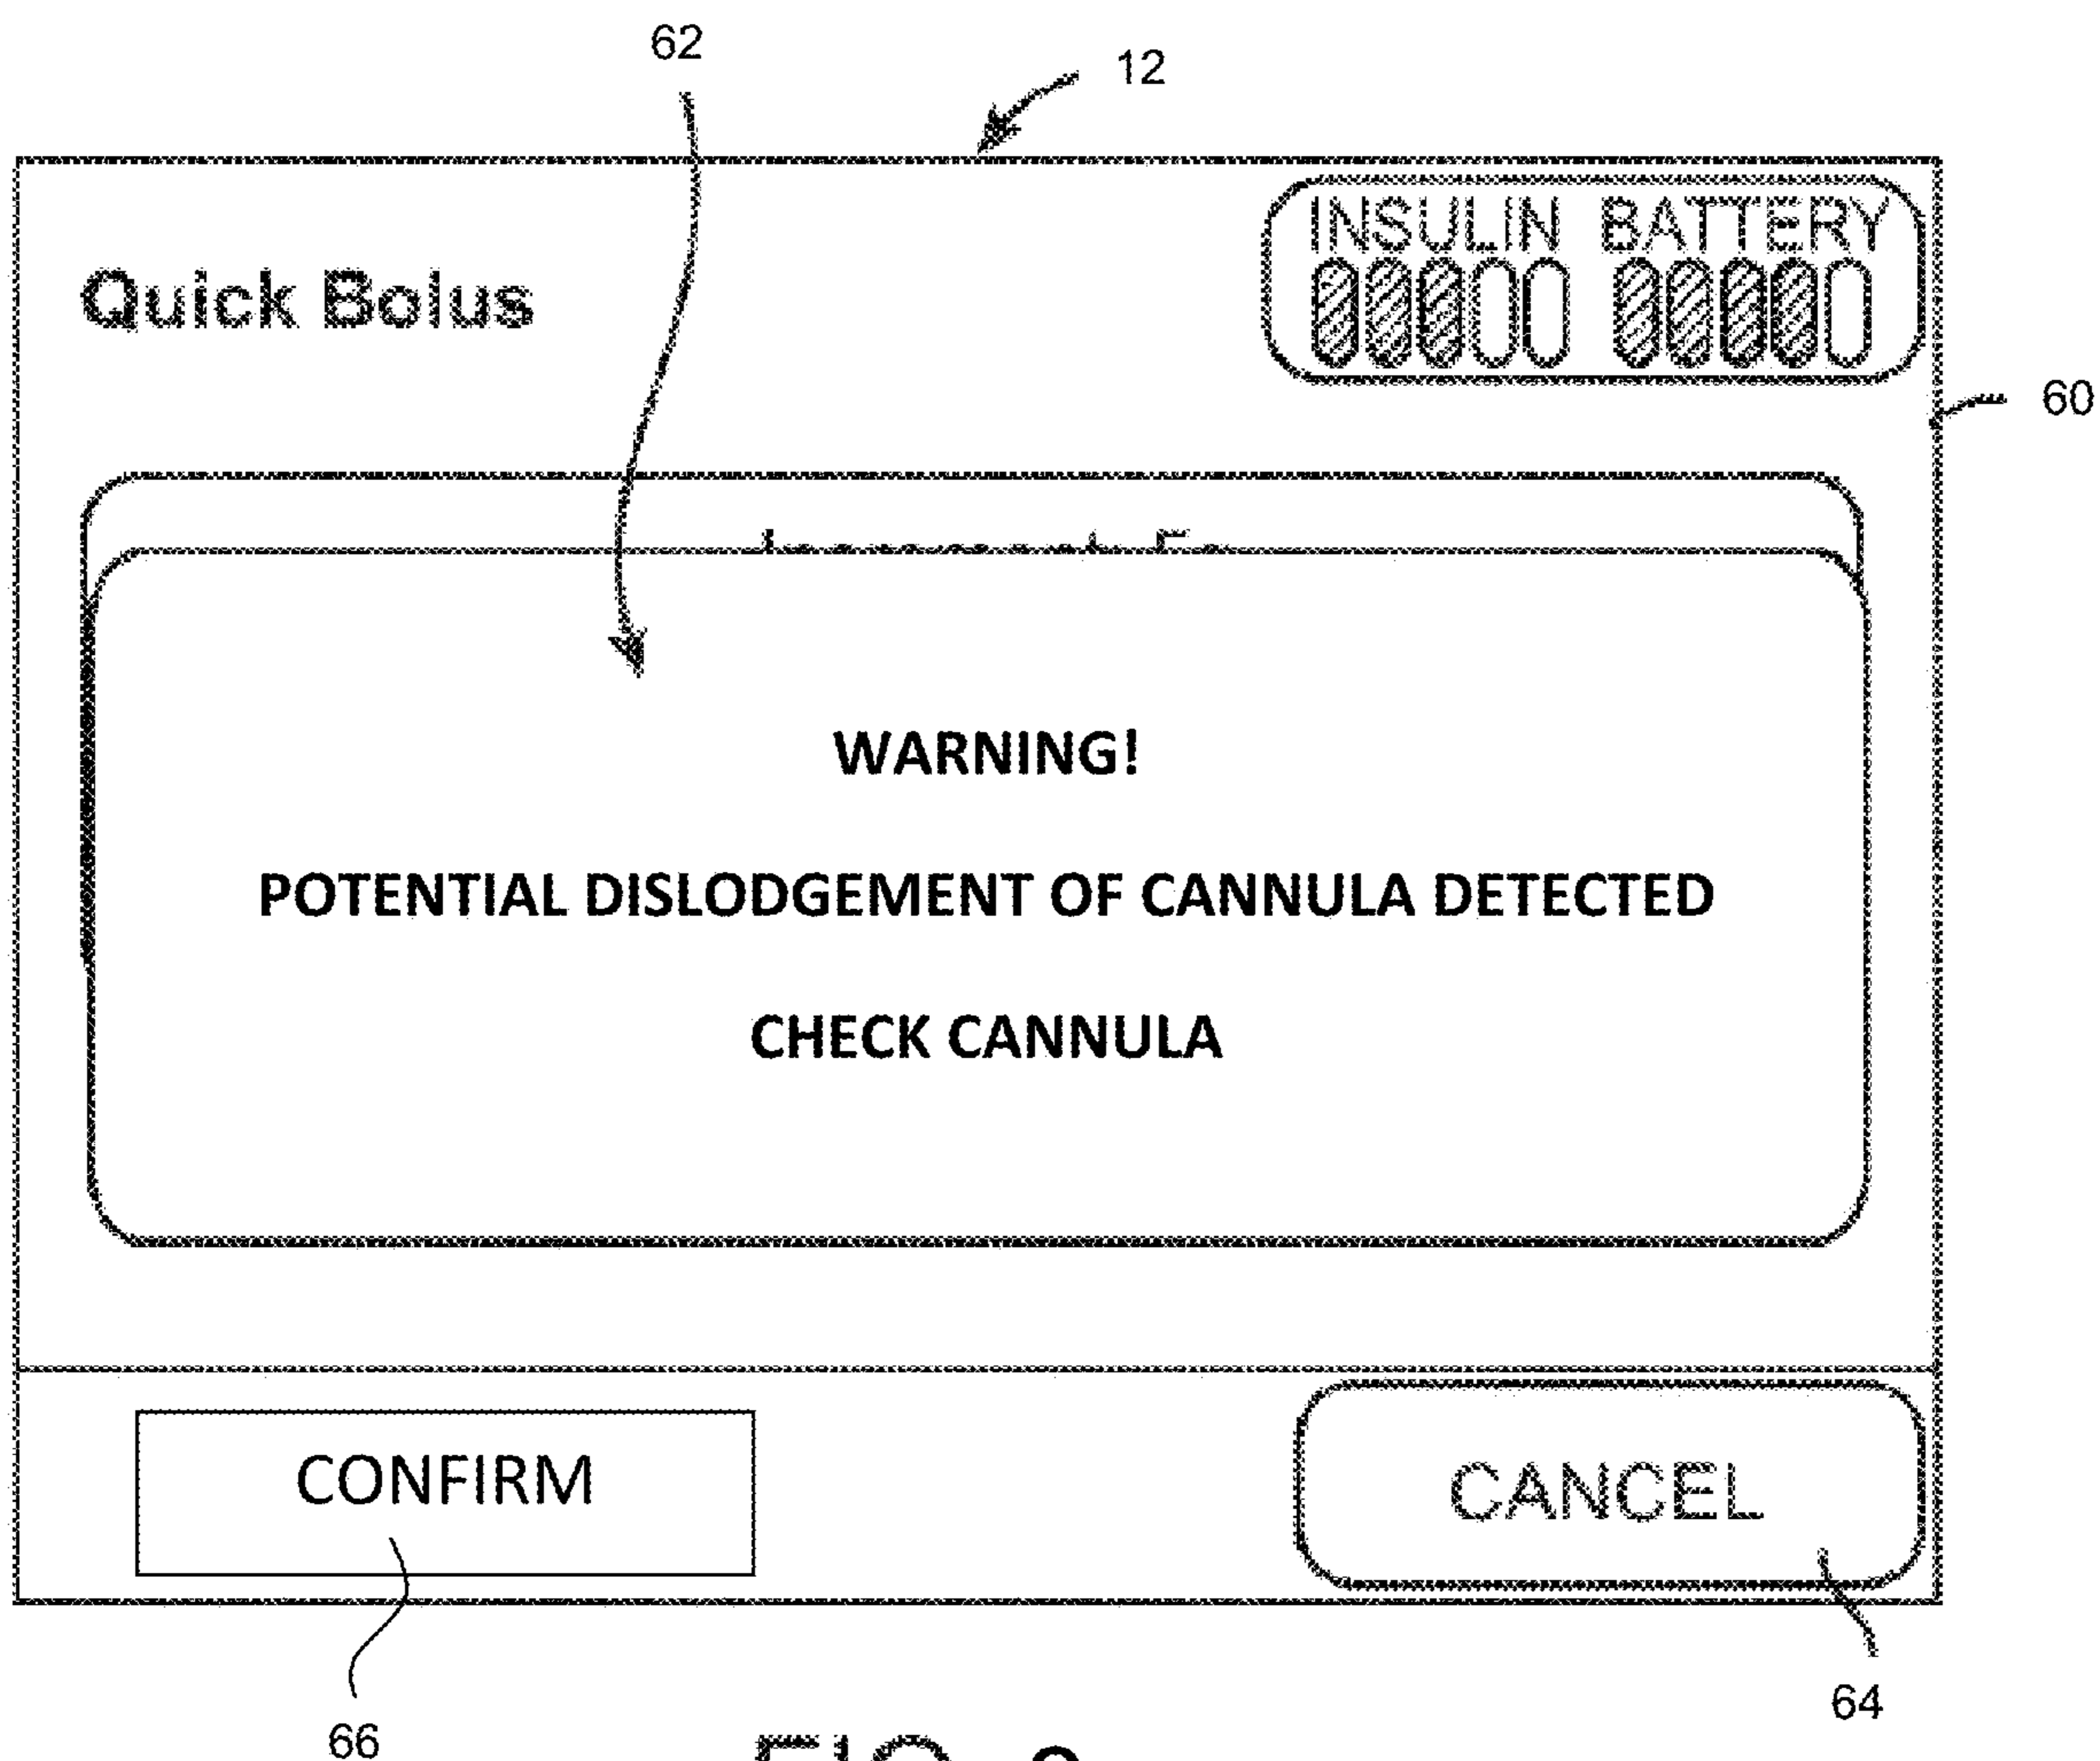 62
12
INSULIN BATTERY
Quick Bolus
60
WARNING!
POTENTIAL DISLODGEMENT OF CANNULA DETECTED
CHECK CANNULA
CONFIRM
CANCEL
66
64
FIG.